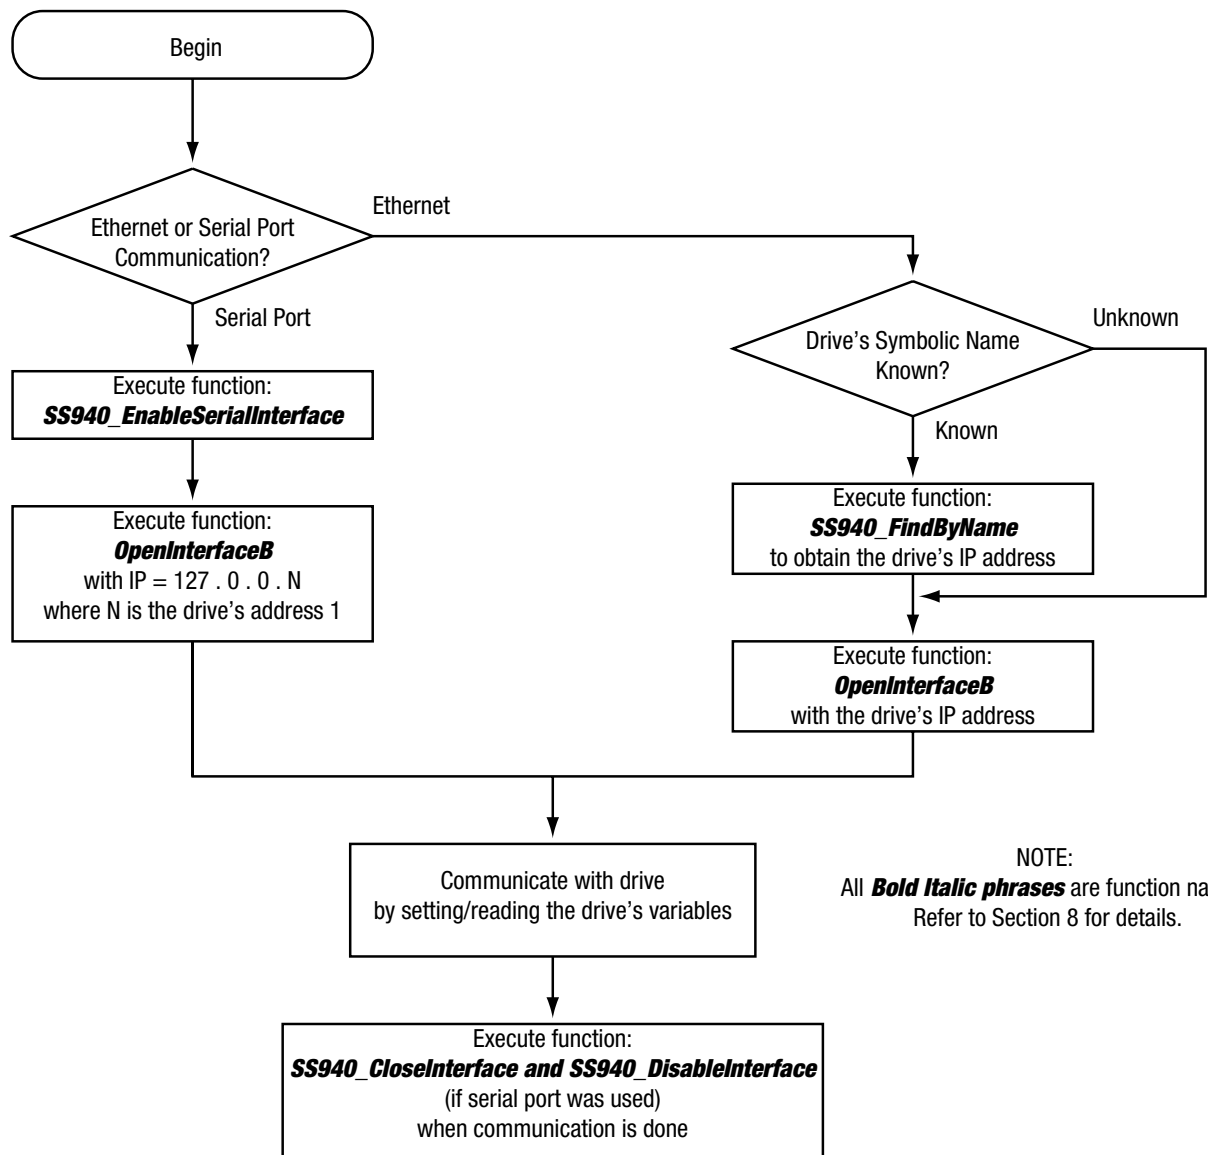 Begin
Ethernet or Serial Port
Communication?
Ethernet
Serial Port
Execute function:
SS940_EnableSerialInterface
Execute function:
OpenInterfaceB
with IP = 127 . 0 . 0 . N
where N is the drive's address 1
Drive's Symbolic Name
Known?
Unknown
Known
Execute function:
SS940_FindByName
to obtain the drive's IP address
Execute function:
OpenInterfaceB
with the drive's IP address
Communicate with drive
by setting/reading the drive's variables
NOTE:
All Bold Italic phrases are function na
Refer to Section 8 for details.
Execute function:
SS940_CloseInterface and SS940_DisableInterface
(if serial port was used)
when communication is done